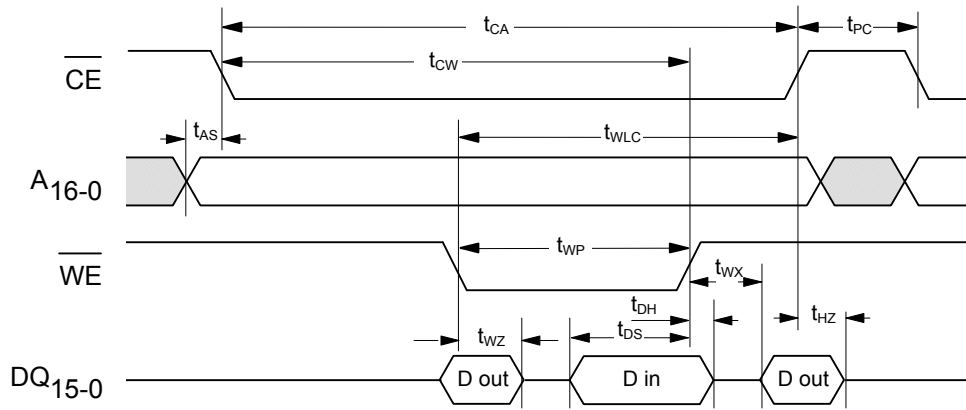 tCA
tPC
CE
tCW
tAS
tWLC
A16-0
WE
tWP
tWX
tDH
tHZ
tWZ
tDS
DQ15-0
D out
D in
D out